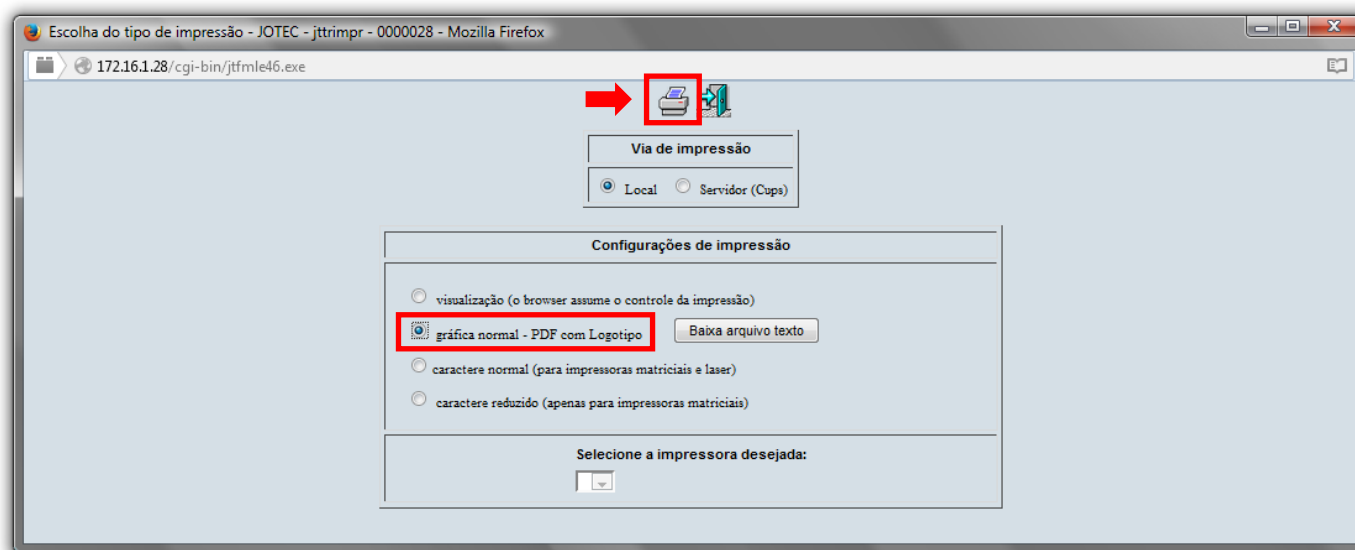 Escolha do tipo de impressão - JOTEC - jttrimpr - 0000028 - Mozilla Firefox
172.16.1.28/cgi-bin/jtfmle46.exe
Via de impressão
Local Servidor (Cups)
Configurações de impressão
visualização (o browser assume o controle da impressão)
gráfica normal - PDF com Logotipo Baixa arquivo texto
caractere normal (para impressoras matriciais e laser)
caractere reduzido (apenas para impressoras matriciais)
Selecione a impressora desejada: